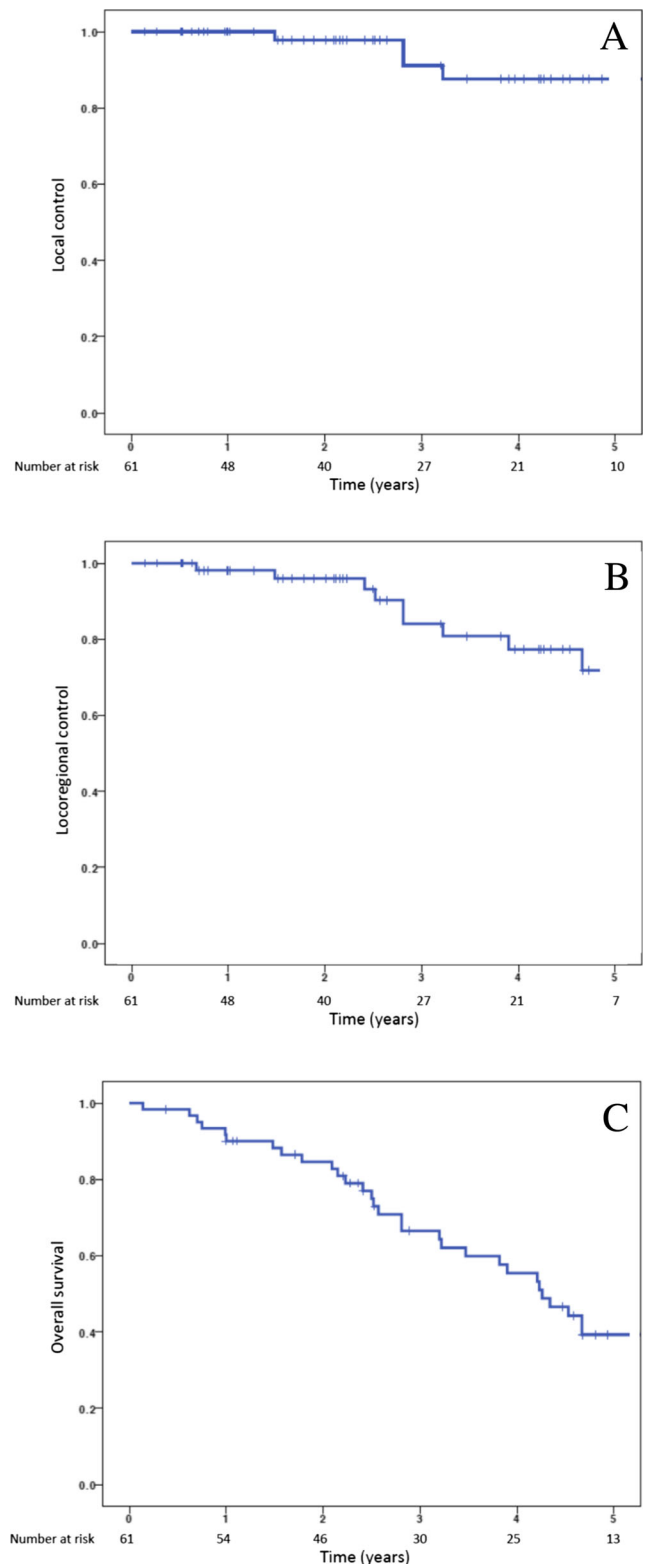 A
1.0
0.8
0.6
0.4
0.2
0.0
Local control
0 1 2 3 4 5
Number at risk 61 48 40 27 21 10
Time (years)
B
1.0
0.8
0.6
0.4
0.2
0.0
Locoregional control
0 1 2 3 4 5
Number at risk 61 48 40 27 21 7
Time (years)
C
1.0
0.8
0.6
0.4
0.2
0.0
Overall survival
0 1 2 3 4 5
Number at risk 61 54 46 30 25 13
Time (years)